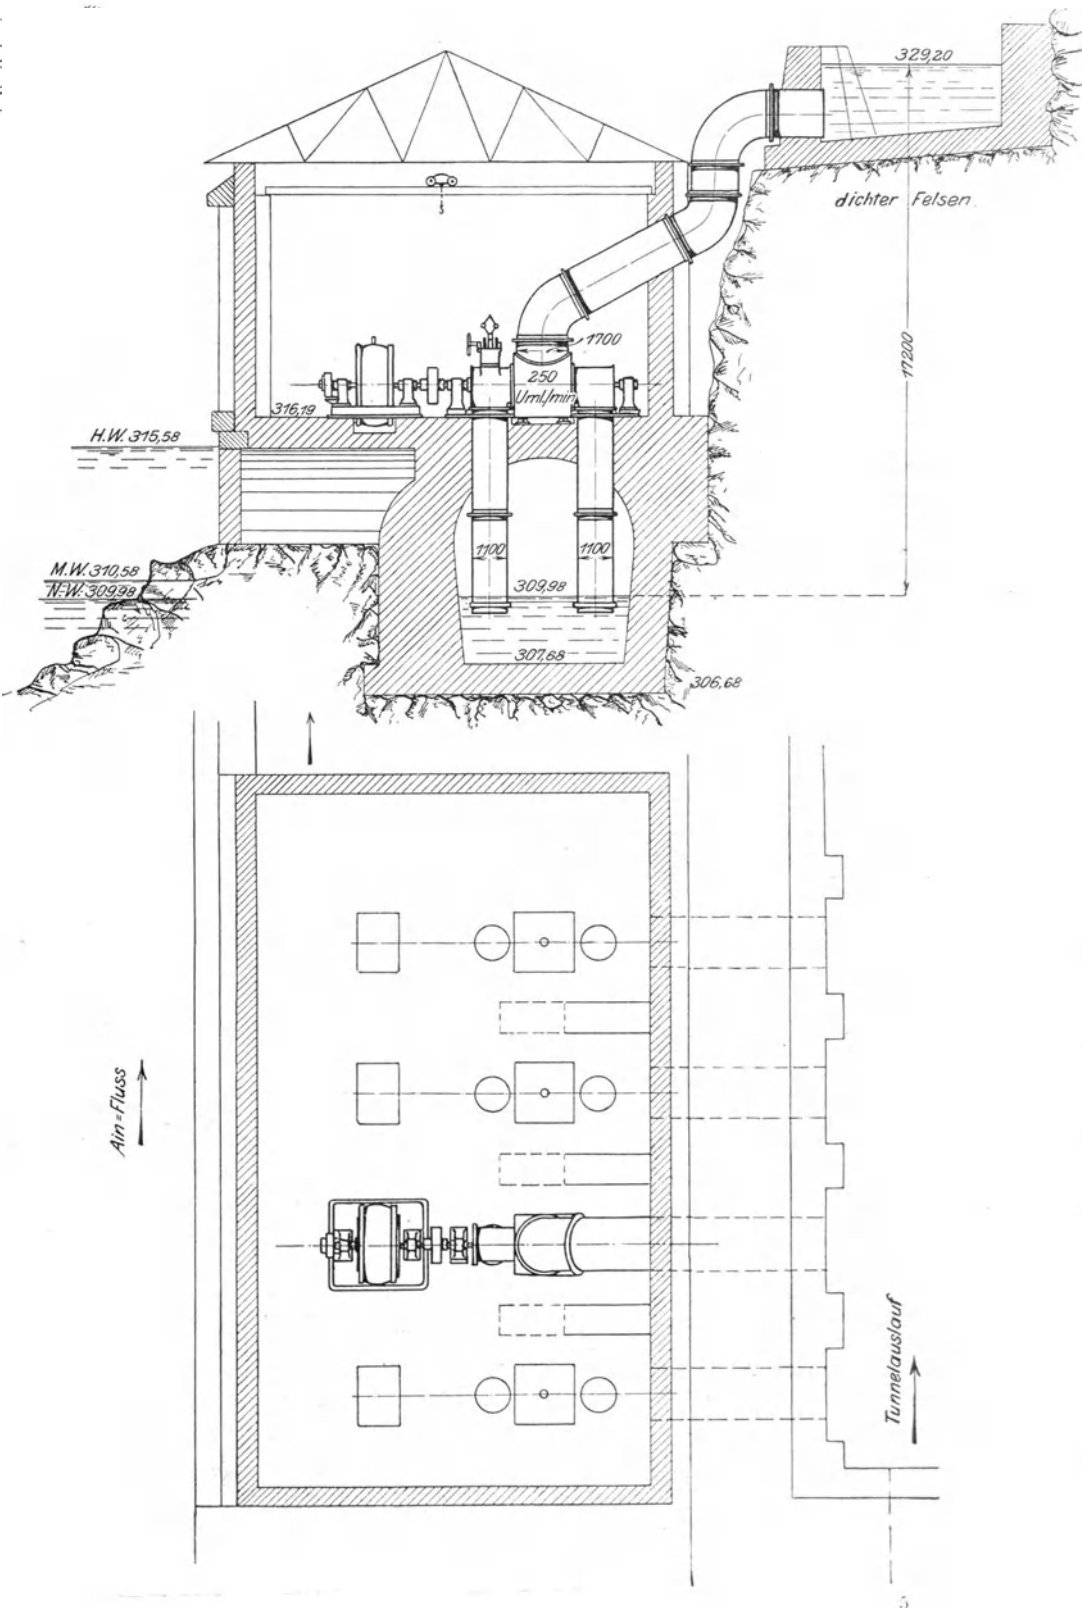 329,20
dichter Felsen.
17200
1700
250
Uml./min
316,19
H.W. 315,58
M.W. 310,58
N.W. 309,98
1100
1100
309,98
307,68
306,68
Ain=Fluss
Tunnelauslauf